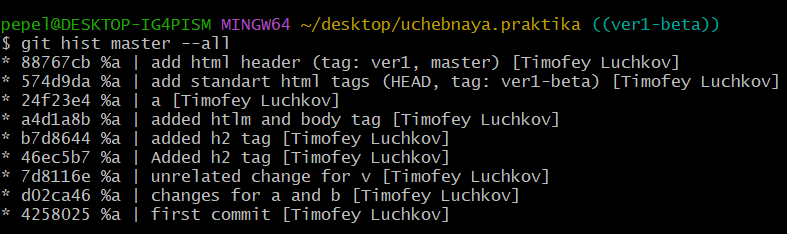 pepel@DESKTOP-IG4PISM MINGW64 ~/desktop/uchebnaya.praktika ((ver1-beta))
$ git hist master --all
* 88767cb %a | add html header (tag: ver1, master) [Timofey Luchkov]
* 574d9da %a | add standart html tags (HEAD, tag: ver1-beta) [Timofey Luchkov]
* 24f23e4 %a | a [Timofey Luchkov]
* a4d1a8b %a | added htlm and body tag [Timofey Luchkov]
* b7d8644 %a | added h2 tag [Timofey Luchkov]
* 46ec5b7 %a | Added h2 tag [Timofey Luchkov]
* 7d8116e %a | unrelated change for v [Timofey Luchkov]
* d02ca46 %a | changes for a and b [Timofey Luchkov]
* 4258025 %a | first commit [Timofey Luchkov]